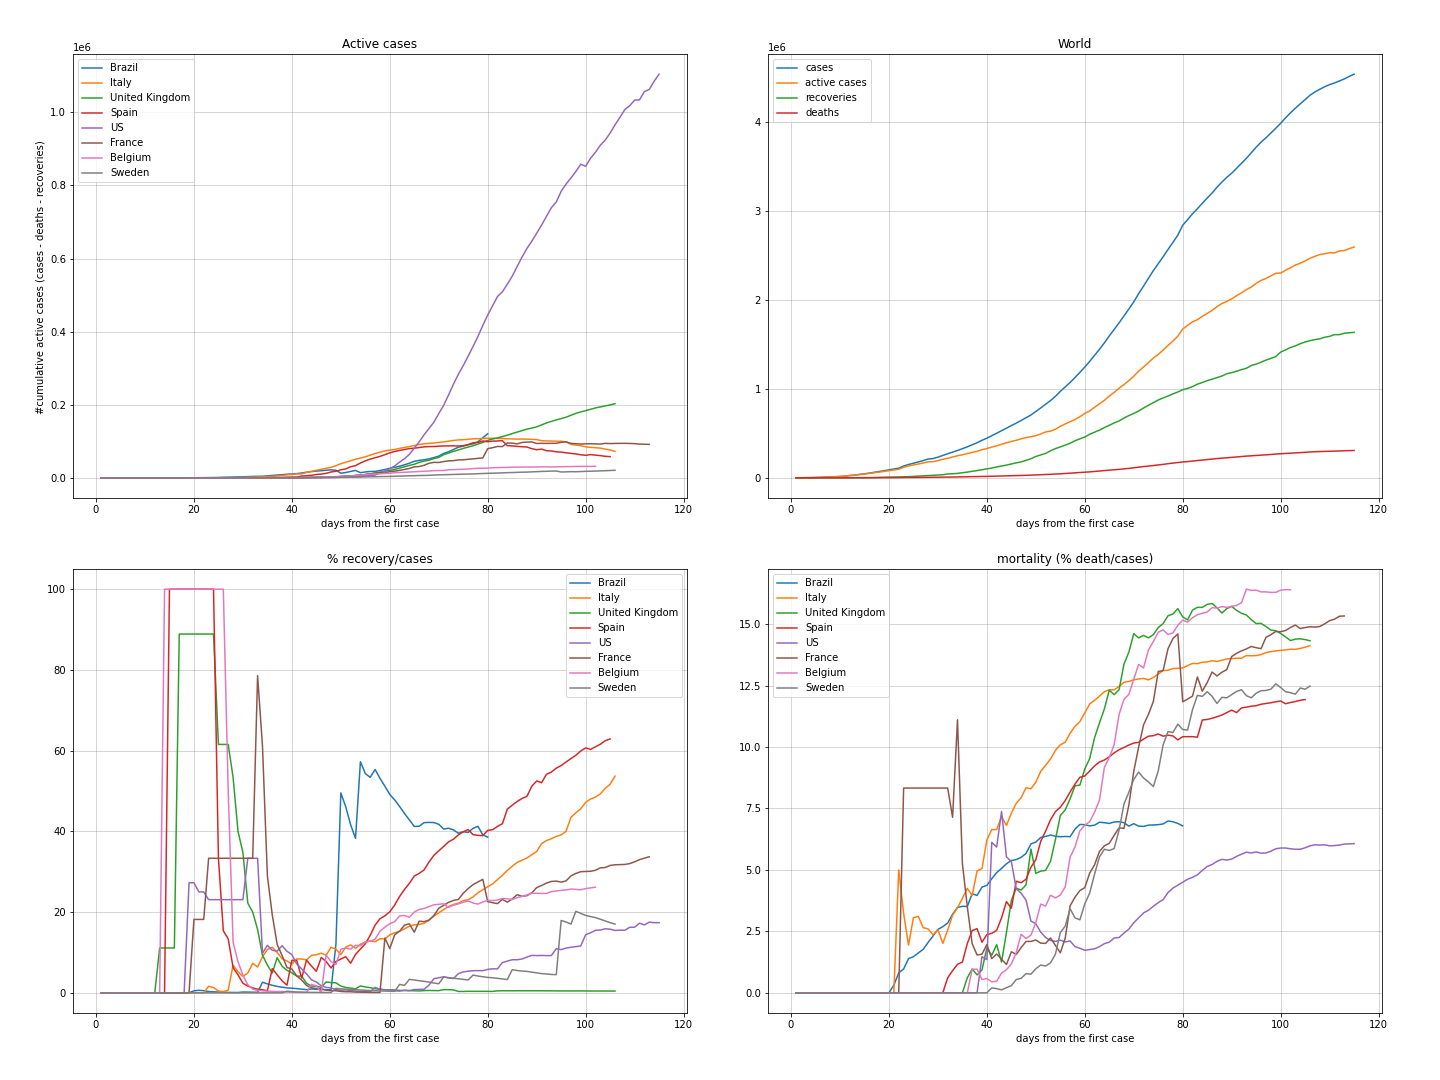 Active cases
1e6
Brazil
Italy
United Kingdom
Spain
US
France
Belgium
Sweden
1.0
0.8
0.6
0.4
0.2
0.0
#cumulative active cases (cases - deaths - recoveries)
0 20 40 60 80 100 120
days from the first case
World
1e6
cases
active cases
recoveries
deaths
4
3
2
1
0
0 20 40 60 80 100 120
days from the first case
% recovery/cases
Brazil
Italy
United Kingdom
Spain
US
France
Belgium
Sweden
100
80
60
40
20
0
0 20 40 60 80 100 120
days from the first case
mortality (% death/cases)
Brazil
Italy
United Kingdom
Spain
US
France
Belgium
Sweden
15.0
12.5
10.0
7.5
5.0
2.5
0.0
0 20 40 60 80 100 120
days from the first case